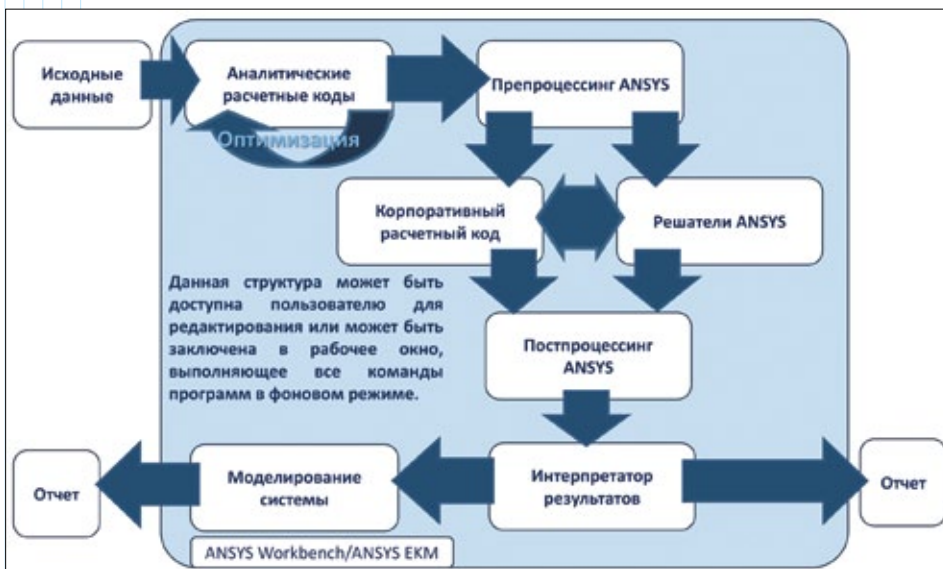 Исходные
данные
Аналитические
расчетные коды
Оптимизация
Препроцессинг ANSYS
Корпоративный
расчетный код
Решатели ANSYS
Данная структура может быть
доступна пользователю для
редактирования или может быть
заключена в рабочее окно,
выполняющее все команды
программ в фоновом режиме.
Постпроцессинг
ANSYS
Отчет
Моделирование
системы
Интерпретатор
результатов
Отчет
ANSYS Workbench/ANSYS EKM